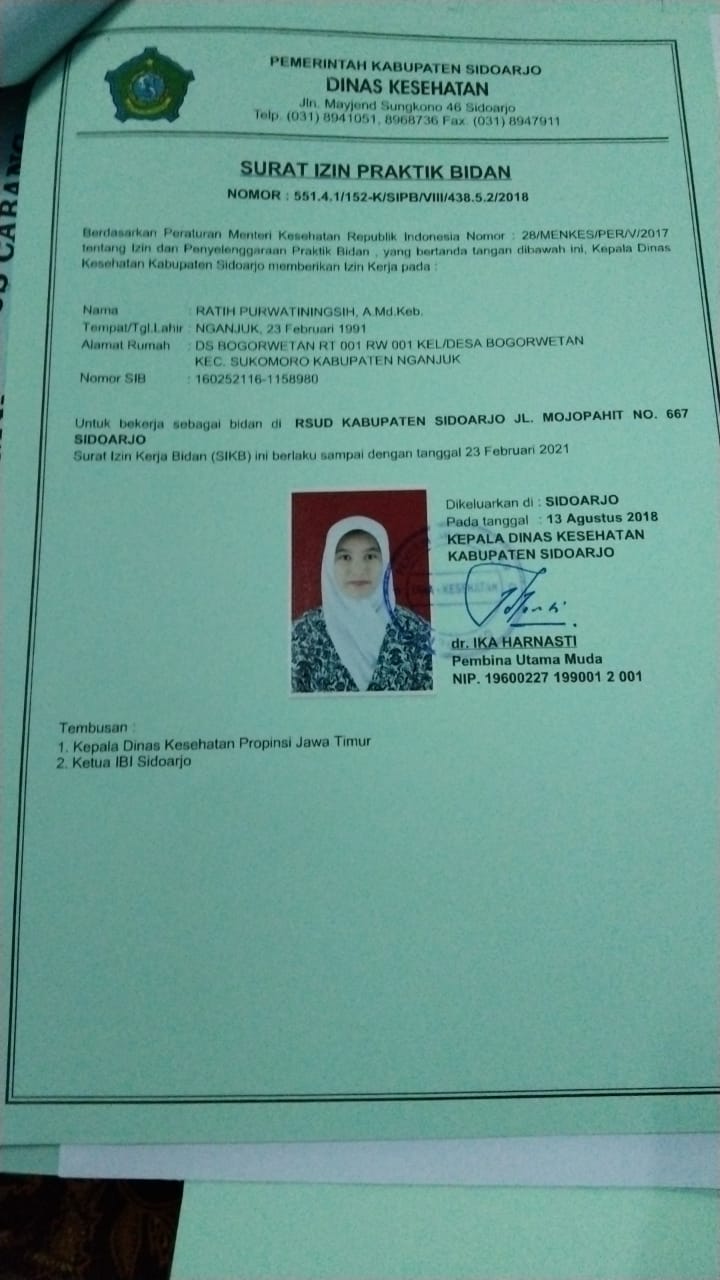 PEMERINTAH KABUPATEN SIDOARJO
DINAS KESEHATAN
Jln. Mayjend Sungkono 46 Sidoarjo
Telp. (031) 8941051, 8968736 Fax. (031) 8947911
SURAT IZIN PRAKTIK BIDAN
NOMOR : 551.4.1/152-K/SIPB/VIII/438.5.2/2018
Berdasarkan Peraturan Menteri Kesehatan Republik Indonesia Nomor : 28/MENKES/PER/V/2017
tentang Izin dan Penyelenggaraan Praktik Bidan , yang bertanda tangan dibawah ini, Kepala Dinas
Kesehatan Kabupaten Sidoarjo memberikan Izin Kerja pada :
Nama : RATIH PURWATININGSIH, A.Md.Keb.
Tempat/Tgl.Lahir : NGANJUK, 23 Februari 1991
Alamat Rumah : DS BOGORWETAN RT 001 RW 001 KEL/DESA BOGORWETAN
KEC. SUKOMORO KABUPATEN NGANJUK
Nomor SIB : 160252116-1158980
Untuk bekerja sebagai bidan di RSUD KABUPATEN SIDOARJO JL. MOJOPAHIT NO. 667
SIDOARJO
Surat Izin Kerja Bidan (SIKB) ini berlaku sampai dengan tanggal 23 Februari 2021
Dikeluarkan di : SIDOARJO
Pada tanggal : 13 Agustus 2018
KEPALA DINAS KESEHATAN
KABUPATEN SIDOARJO
KESEHATAN
dr. IKA HARNASTI
Pembina Utama Muda
NIP. 19600227 199001 2 001
Tembusan :
1. Kepala Dinas Kesehatan Propinsi Jawa Timur
2. Ketua IBI Sidoarjo
CABANG